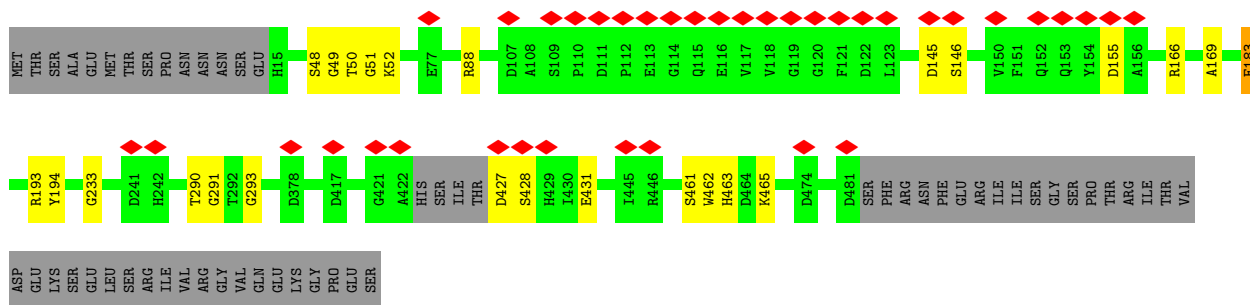 MET THR SER ALA GLU MET THR SER PRO ASN ASN ASN SER GLU H15 S48 G49 T50 G51 K52 E77 R88 D107 A108 S109 P110 D111 P112 E113 G114 Q115 E116 V117 V118 G119 G120 F121 D122 L123 D145 S146 V150 F151 Q152 Q153 Y154 D155 A156 R166 A169
R193 Y194 G233 D241 H242 T290 G291 T292 G293 D378 D417 G421 A422 HIS SER ILE THR D427 S428 H429 I430 E431 I445 R446 S461 W462 H463 D464 K465 D474 D481 SER PHE ARG ASN PHE GLU ARG ILE ILE SER GLY SER PRO THR ARG ILE THR VAL
ASP GLU LYS SER GLU LEU SER ARG ILE VAL ARG GLY VAL GLN GLU LYS GLY PRO GLU SER